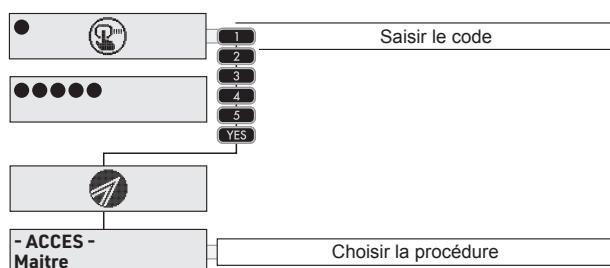 1
Saisir le code
2
3
4
5
YES
- ACCES -
Maitre
Choisir la procédure